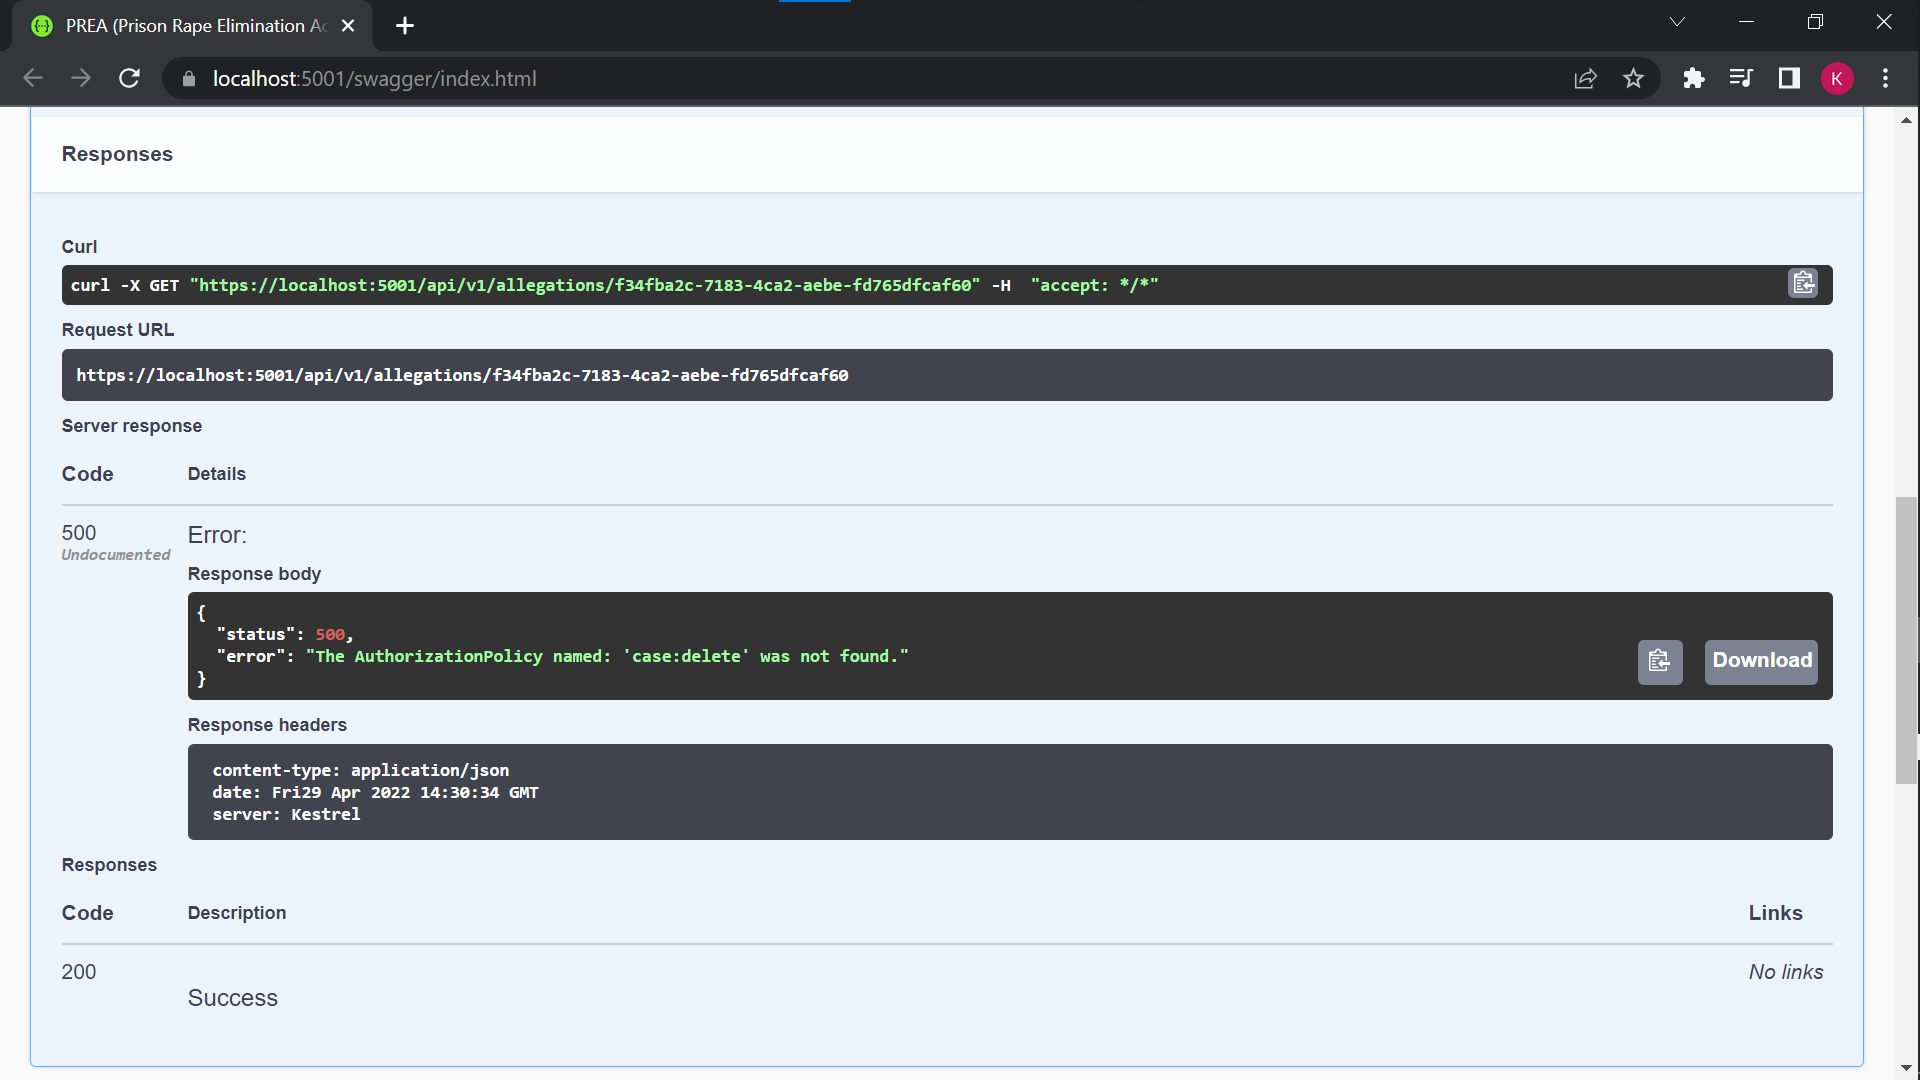 PREA (Prison Rape Elimination Ac
localhost:5001/swagger/index.html
K
Responses
Curl
curl -X GET "https://localhost:5001/api/v1/allegations/f34fba2c-7183-4ca2-aebe-fd765dfcaf60" -H  "accept: */*"
Request URL
https://localhost:5001/api/v1/allegations/f34fba2c-7183-4ca2-aebe-fd765dfcaf60
Server response
Code Details
500 Error:
Undocumented
Response body
{
"status": 500,
"error": "The AuthorizationPolicy named: 'case:delete' was not found."
}
Download
Response headers
content-type: application/json
date: Fri29 Apr 2022 14:30:34 GMT
server: Kestrel
Responses
Code Description Links
200 No links
Success